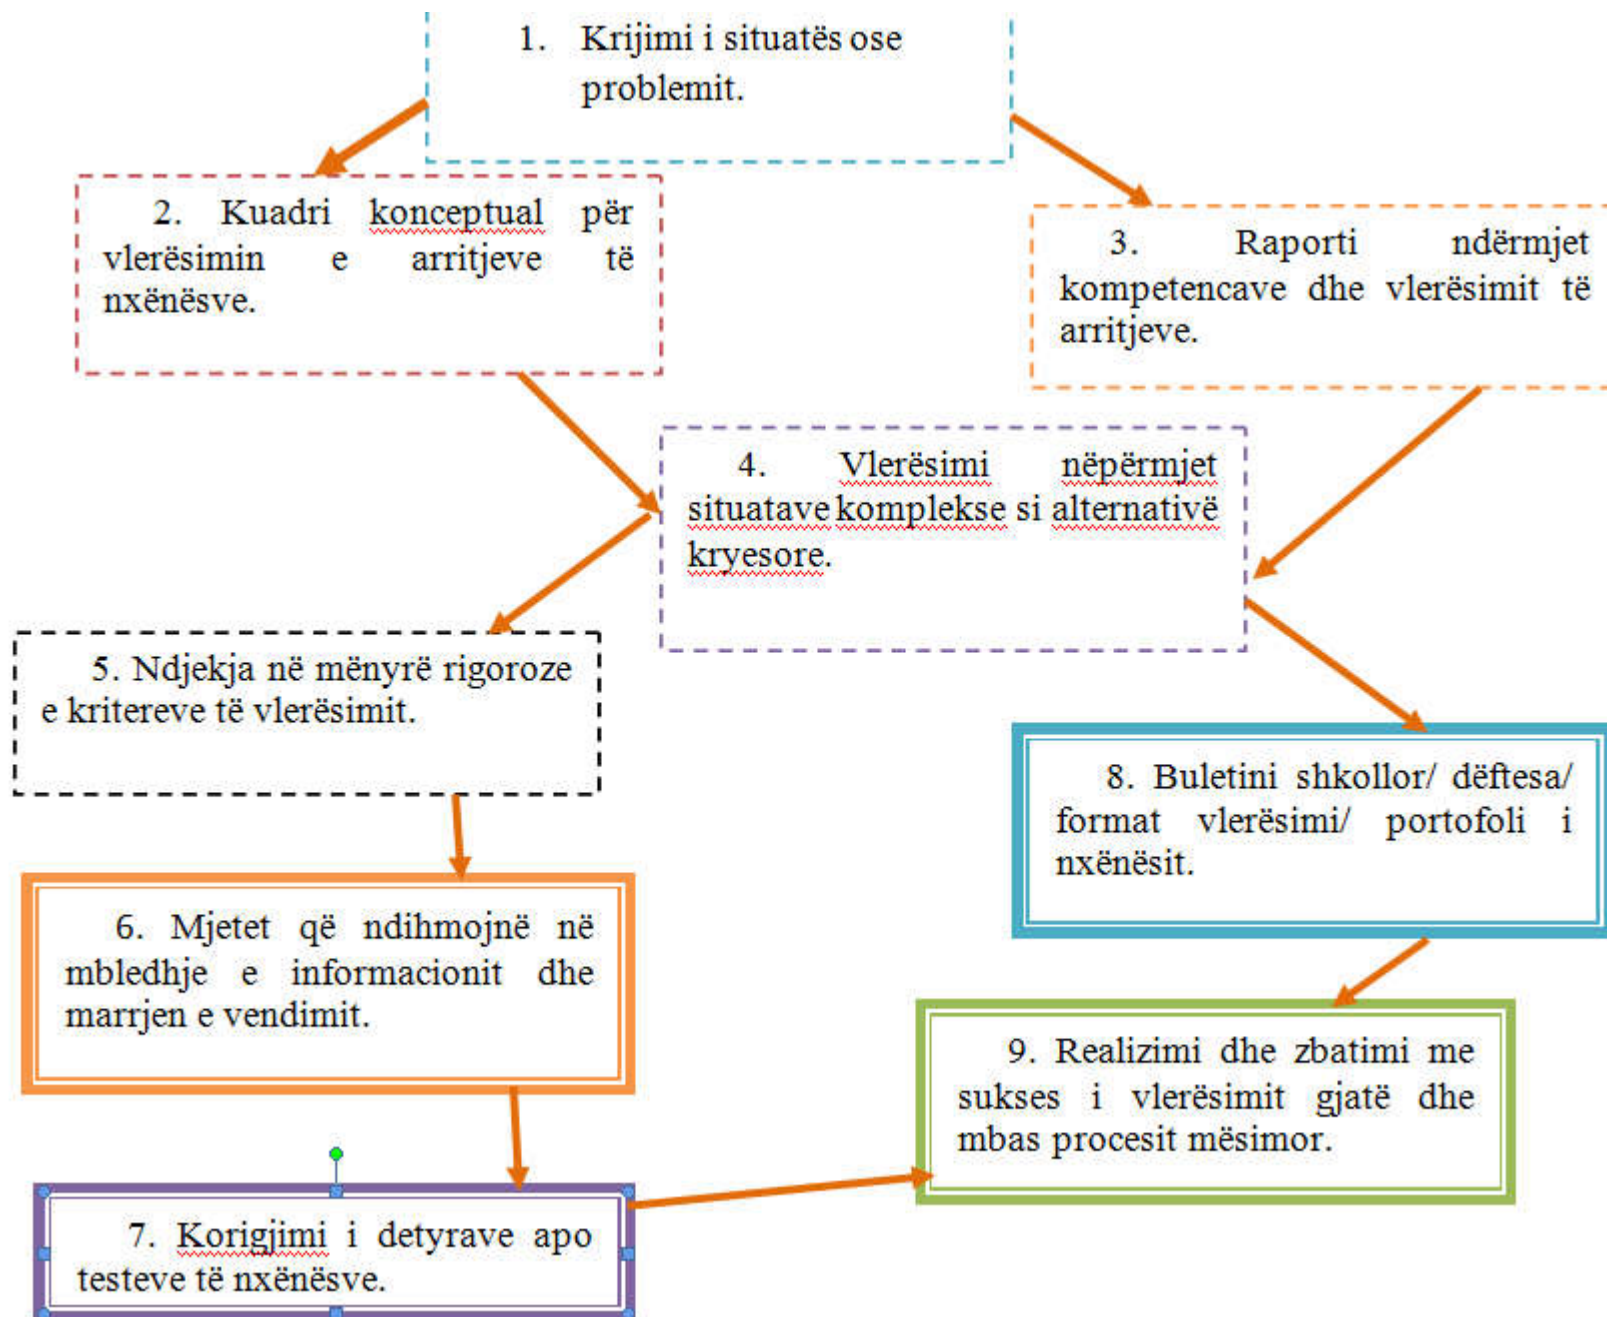 1. Krijimi i situatës ose
problemit.
2. Kuadri konceptual për
vlerësimin e arritjeve të
nxënësve.
3. Raporti ndërmjet
kompetencave dhe vlerësimit të
arritjeve.
4. Vlerësimi nëpërmjet
situatave komplekse si alternativë
kryesore.
5. Ndjekja në mënyrë rigoroze
e kritereve të vlerësimit.
6. Mjetet që ndihmojnë në
mbledhje e informacionit dhe
marrjen e vendimit.
7. Korigjimi i detyrave apo
testeve të nxënësve.
8. Buletini shkollor/ dëftesa/
format vlerësimi/ portofoli i
nxënësit.
9. Realizimi dhe zbatimi me
sukses i vlerësimit gjatë dhe
mbas procesit mësimor.